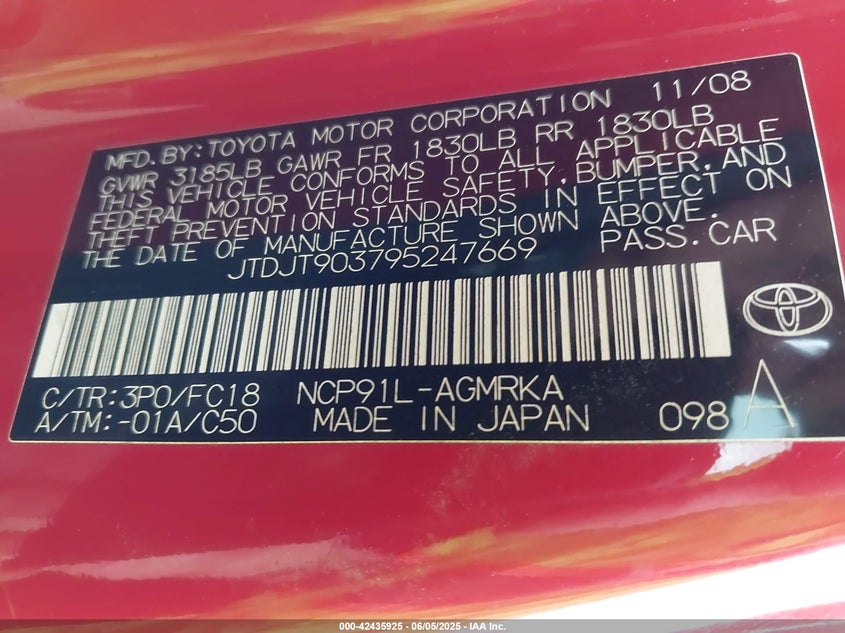 MFD. BY: TOYOTA MOTOR CORPORATION 11/08
GVWR 3185LB GAWR FR 1830LB RR 1830LB
THIS VEHICLE CONFORMS TO ALL APPLICABLE
FEDERAL MOTOR VEHICLE SAFETY, BUMPER, AND
THEFT PREVENTION STANDARDS IN EFFECT ON
THE DATE OF MANUFACTURE SHOWN ABOVE.
JTDJT903795247669 PASS. CAR
C/TR: 3P0/FC18 NCP91L-AGMRKA
A/TM: -01A/C50 MADE IN JAPAN 098 A
000-42435925 - 06/05/2025 - IAA Inc.